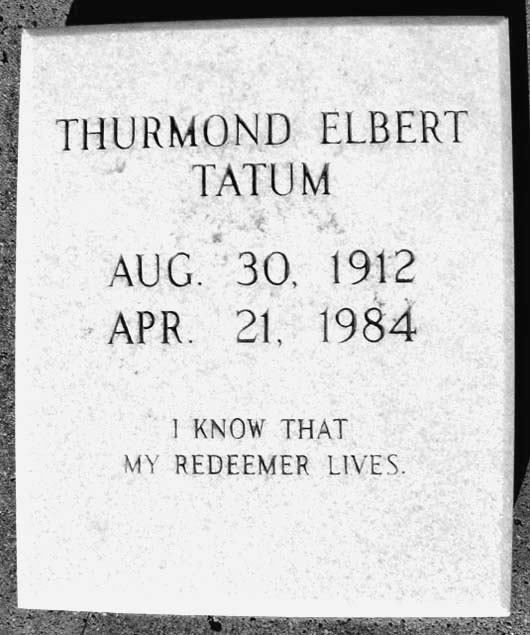 THURMOND ELBERT
TATUM
AUG. 30, 1912
APR. 21, 1984
I KNOW THAT
MY REDEEMER LIVES.